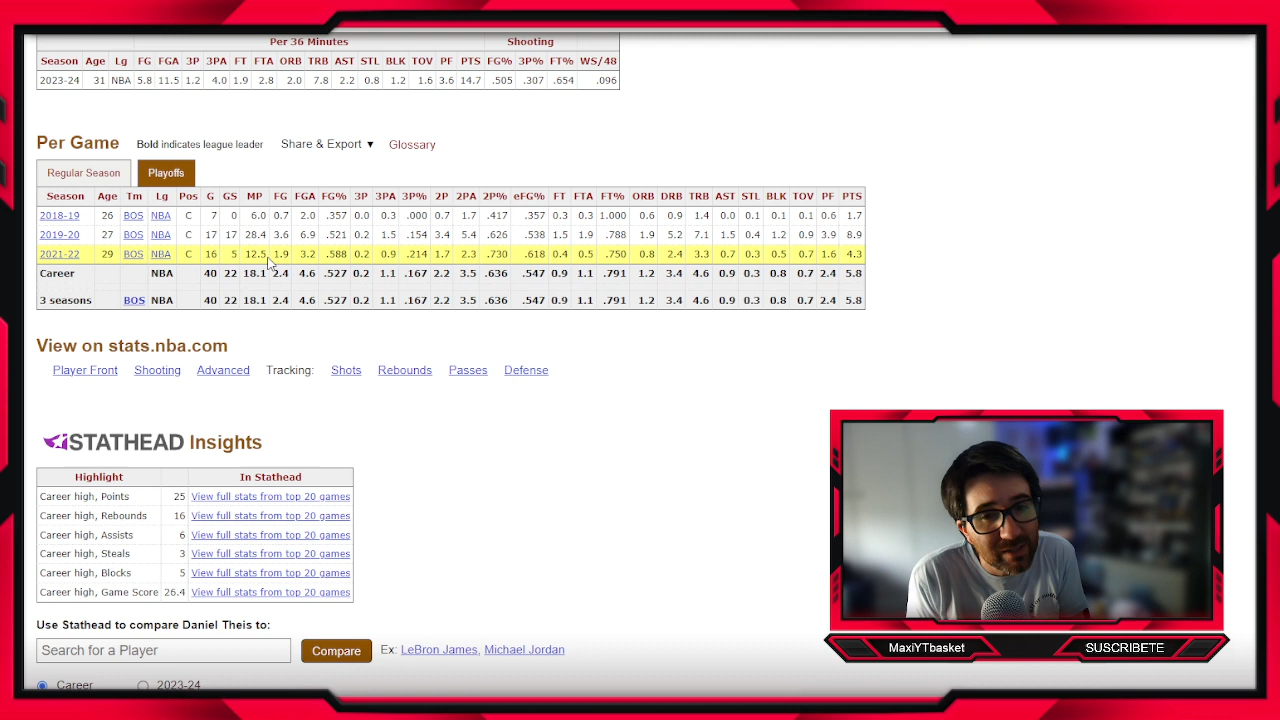 Per 36 Minutes Shooting
Season Age Lg FG FGA 3P 3PA FT FTA ORB TRB AST STL BLK TOV PF PTS FG% 3P% FT% WS/48
2023-24 31 NBA 5.8 11.5 1.2 4.0 1.9 2.8 2.0 7.8 2.2 0.8 1.2 1.6 3.6 14.7 .505 .307 .654 .096
Per Game Bold indicates league leader Share & Export ▼ Glossary
Regular Season Playoffs
Season Age Tm Lg Pos G GS MP FG FGA FG% 3P 3PA 3P% 2P 2PA 2P% eFG% FT FTA FT% ORB DRB TRB AST STL BLK TOV PF PTS
2018-19 26 BOS NBA C 7 0 6.0 0.7 2.0 .357 0.0 0.3 .000 0.7 1.7 .417 .357 0.3 0.3 1.000 0.6 0.9 1.4 0.0 0.1 0.1 0.1 0.6 1.7
2019-20 27 BOS NBA C 17 17 28.4 3.6 6.9 .521 0.2 1.5 .154 3.4 5.4 .626 .538 1.5 1.9 .788 1.9 5.2 7.1 1.5 0.4 1.2 0.9 3.9 8.9
2021-22 29 BOS NBA C 16 5 12.5 1.9 3.2 .588 0.2 0.9 .214 1.7 2.3 .730 .618 0.4 0.5 .750 0.8 2.4 3.3 0.7 0.3 0.5 0.7 1.6 4.3
Career NBA 40 22 18.1 2.4 4.6 .527 0.2 1.1 .167 2.2 3.5 .636 .547 0.9 1.1 .791 1.2 3.4 4.6 0.9 0.3 0.8 0.7 2.4 5.8
3 seasons BOS NBA 40 22 18.1 2.4 4.6 .527 0.2 1.1 .167 2.2 3.5 .636 .547 0.9 1.1 .791 1.2 3.4 4.6 0.9 0.3 0.8 0.7 2.4 5.8
View on stats.nba.com
Player Front Shooting Advanced Tracking: Shots Rebounds Passes Defense
STATHEAD Insights
Highlight In Stathead
Career high, Points 25 View full stats from top 20 games
Career high, Rebounds 16 View full stats from top 20 games
Career high, Assists 6 View full stats from top 20 games
Career high, Steals 3 View full stats from top 20 games
Career high, Blocks 5 View full stats from top 20 games
Career high, Game Score 26.4 View full stats from top 20 games
Use Stathead to compare Daniel Theis to:
Search for a Player Compare Ex: LeBron James, Michael Jordan
Career 2023-24
MaxiYTbasket SUSCRIBETE